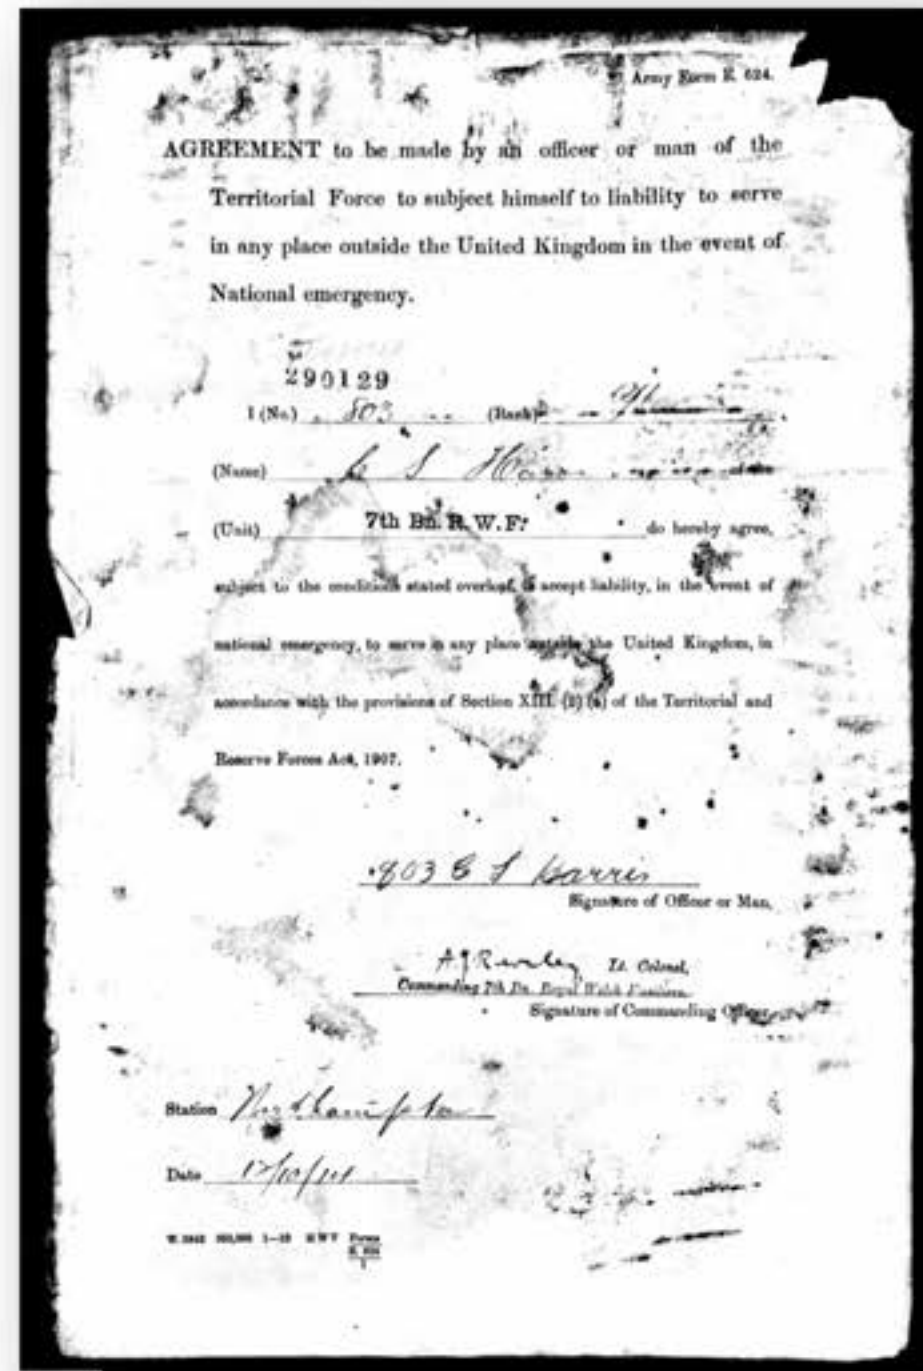 Army Form E. 624.
AGREEMENT to be made by an officer or man of the
Territorial Force to subject himself to liability to serve
in any place outside the United Kingdom in the event of
National emergency.
290129
I (No.) 803 (Rank)
(Name) S
(Unit) 7th Bn. R. W. F. do hereby agree,
subject to the conditions stated overleaf, to accept liability, in the event of
national emergency, to serve in any place outside the United Kingdom, in
accordance with the provisions of Section XIII. (2) (a) of the Territorial and
Reserve Forces Act, 1907.
803 S Harris
Signature of Officer or Man.
Lt. Colonel,
Commanding 7th Bn. Royal Welsh Fusiliers.
Signature of Commanding Officer.
Station Northampton
Date
Forms
E. 624
1